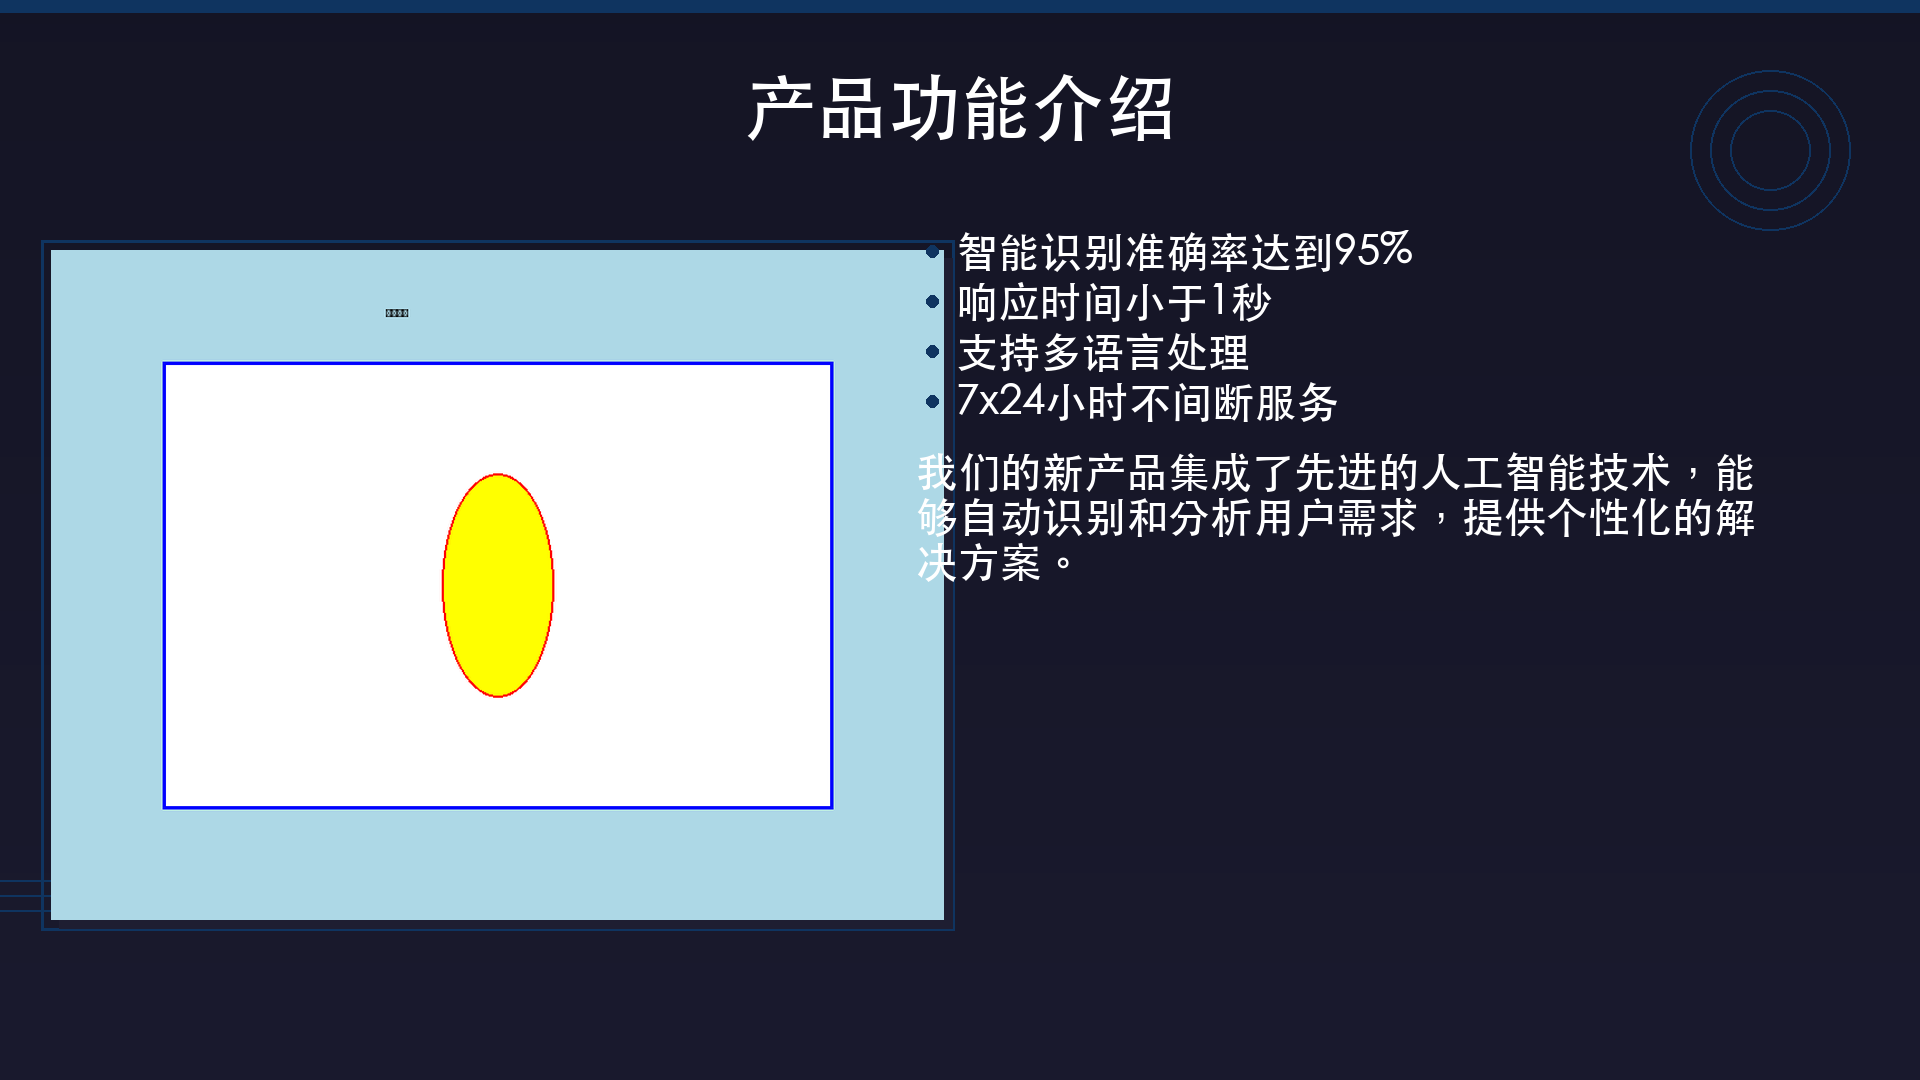 产品功能介绍
智能识别准确率达到95%
响应时间小于1秒
支持多语言处理
7x24小时不间断服务
我们的新产品集成了先进的人工智能技术，能
够自动识别和分析用户需求，提供个性化的解
决方案。